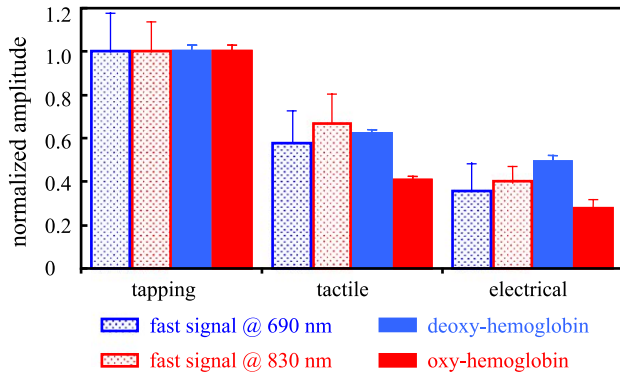 normalized amplitude
1.2
1.0
0.8
0.6
0.4
0.2
0
tapping tactile electrical
fast signal @ 690 nm deoxy-hemoglobin
fast signal @ 830 nm oxy-hemoglobin